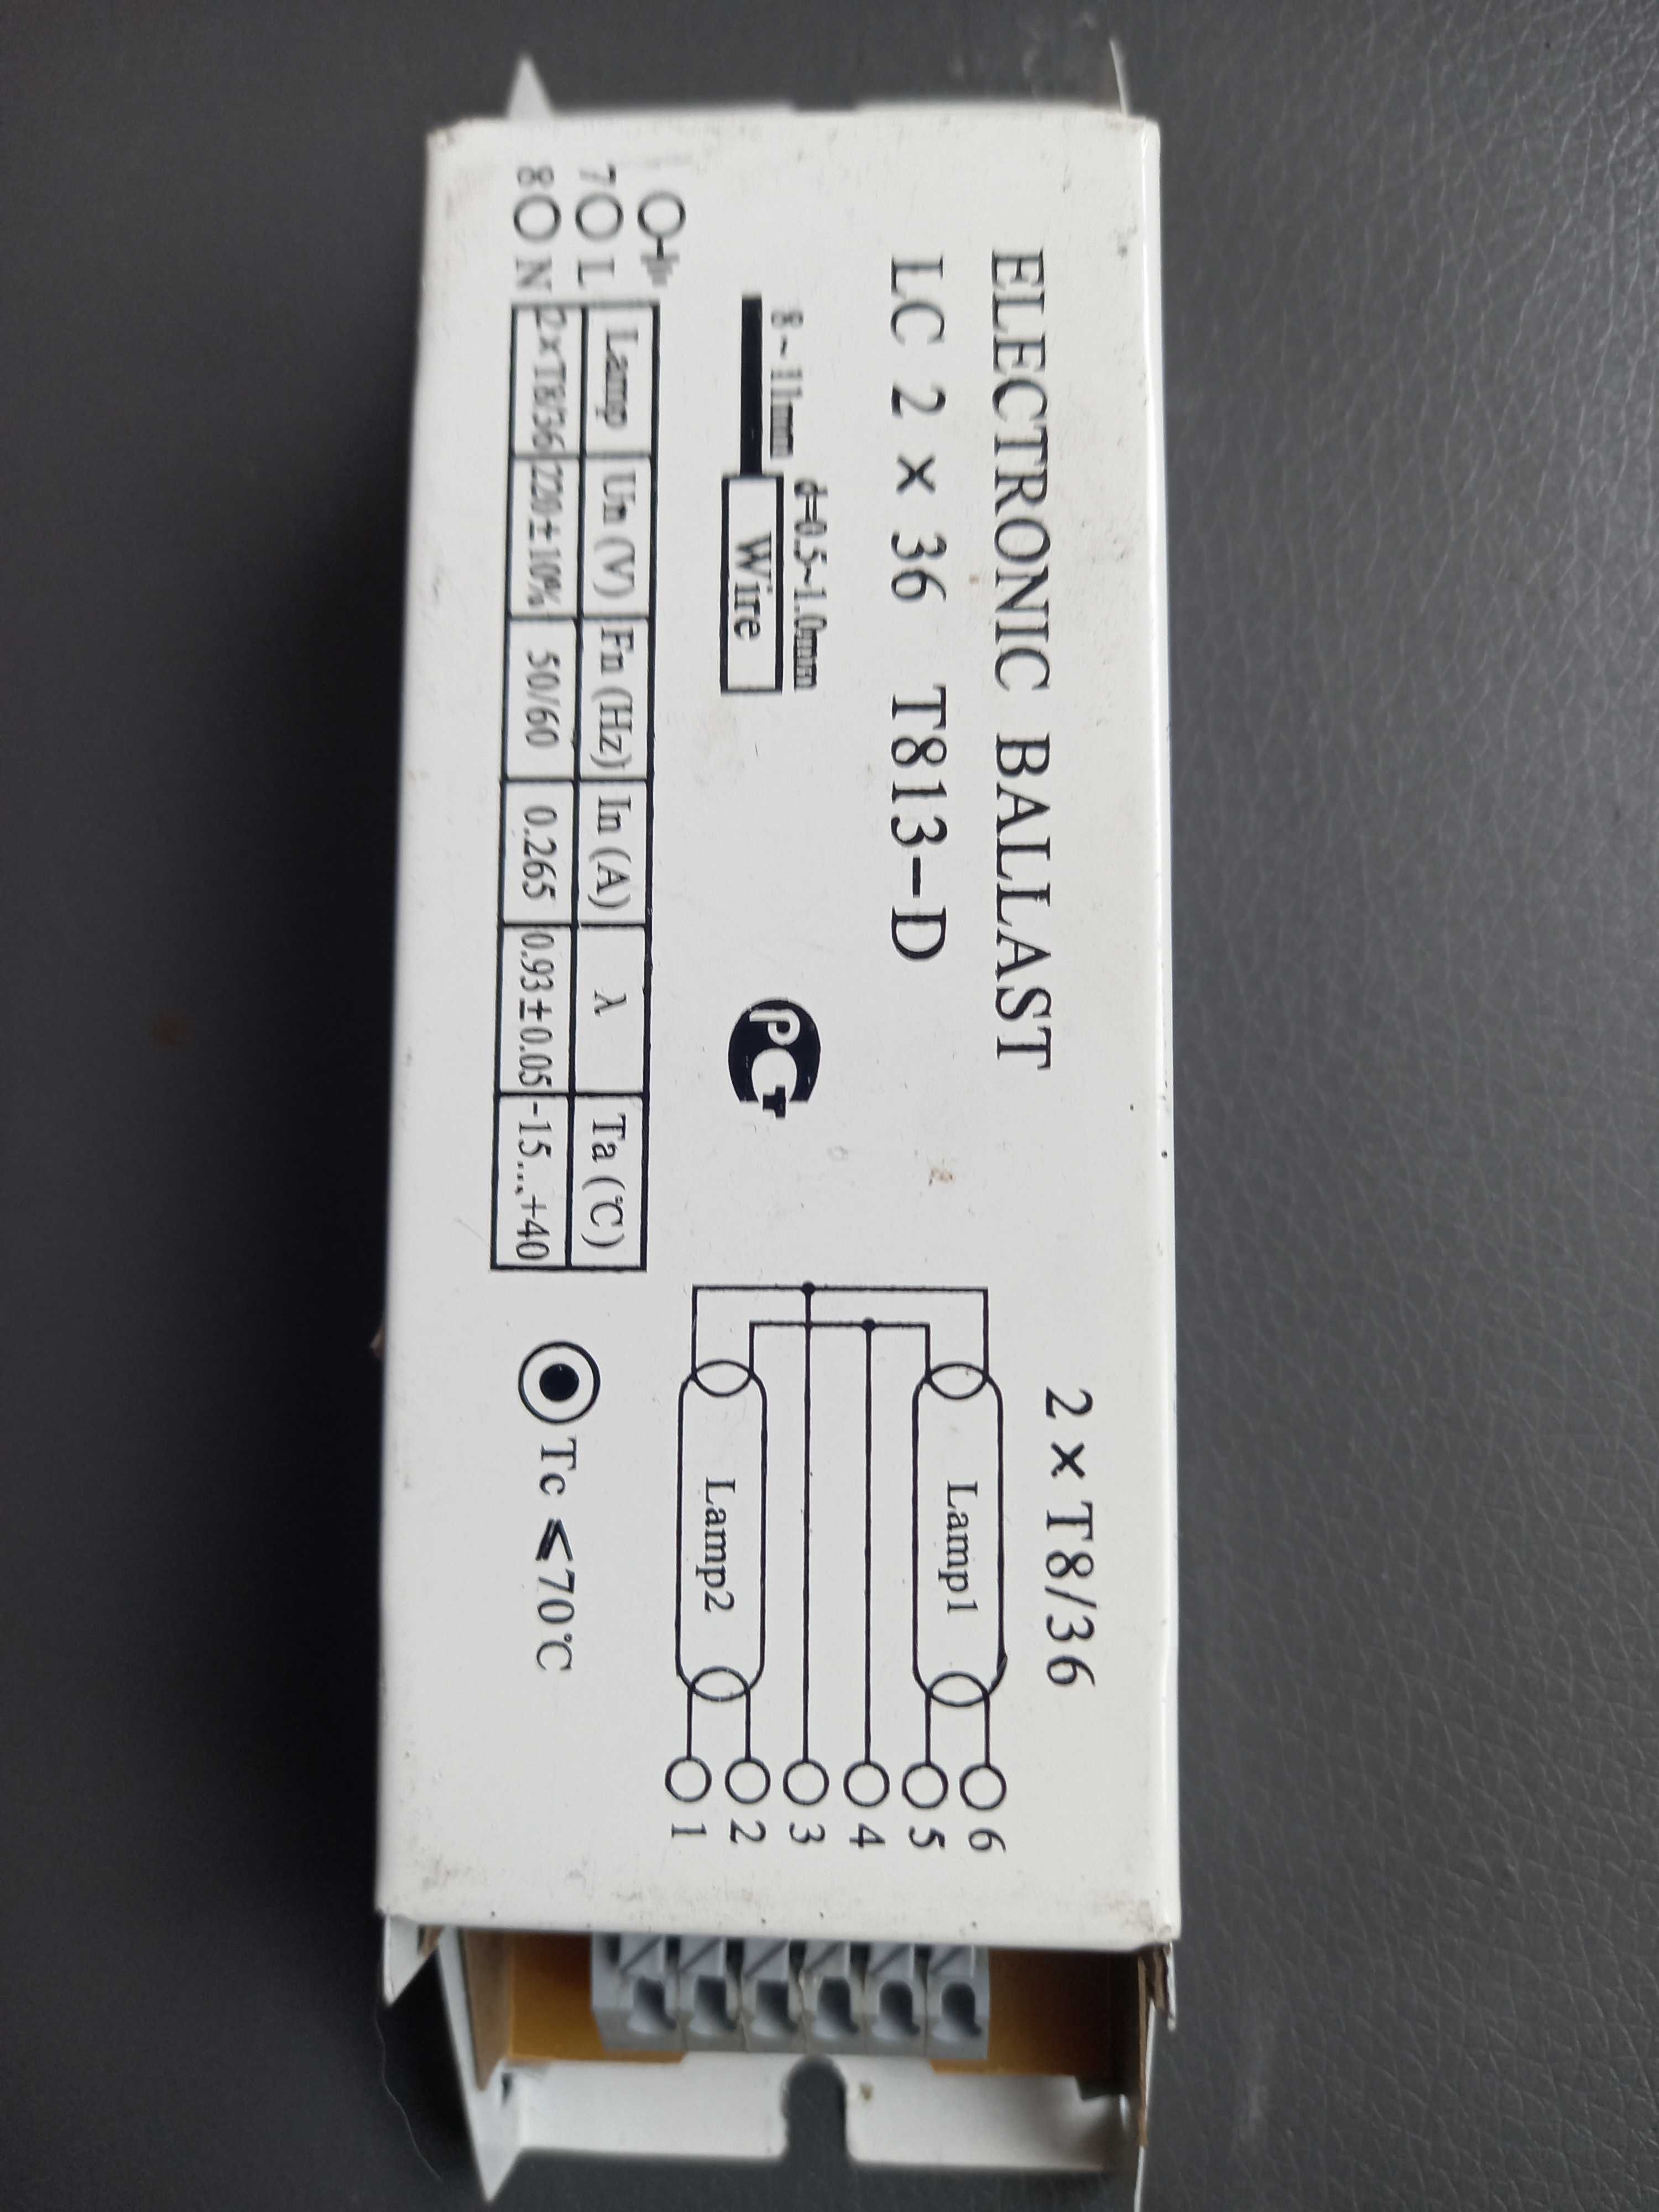 ELECTRONIC BALLAST
LC 2 × 36 T813-D
8~11mm
d=0.5~1.0mm
Wire
РСТ
7 L
8 N
Lamp Un (V) Fn (Hz) In (A) λ Ta (℃)
2×T8/36 220±10% 50/60 0.265 0.93±0.05 -15...+40
2 × T8/36
Lamp1
Lamp2
6
5
4
3
2
1
Tc ≤70℃